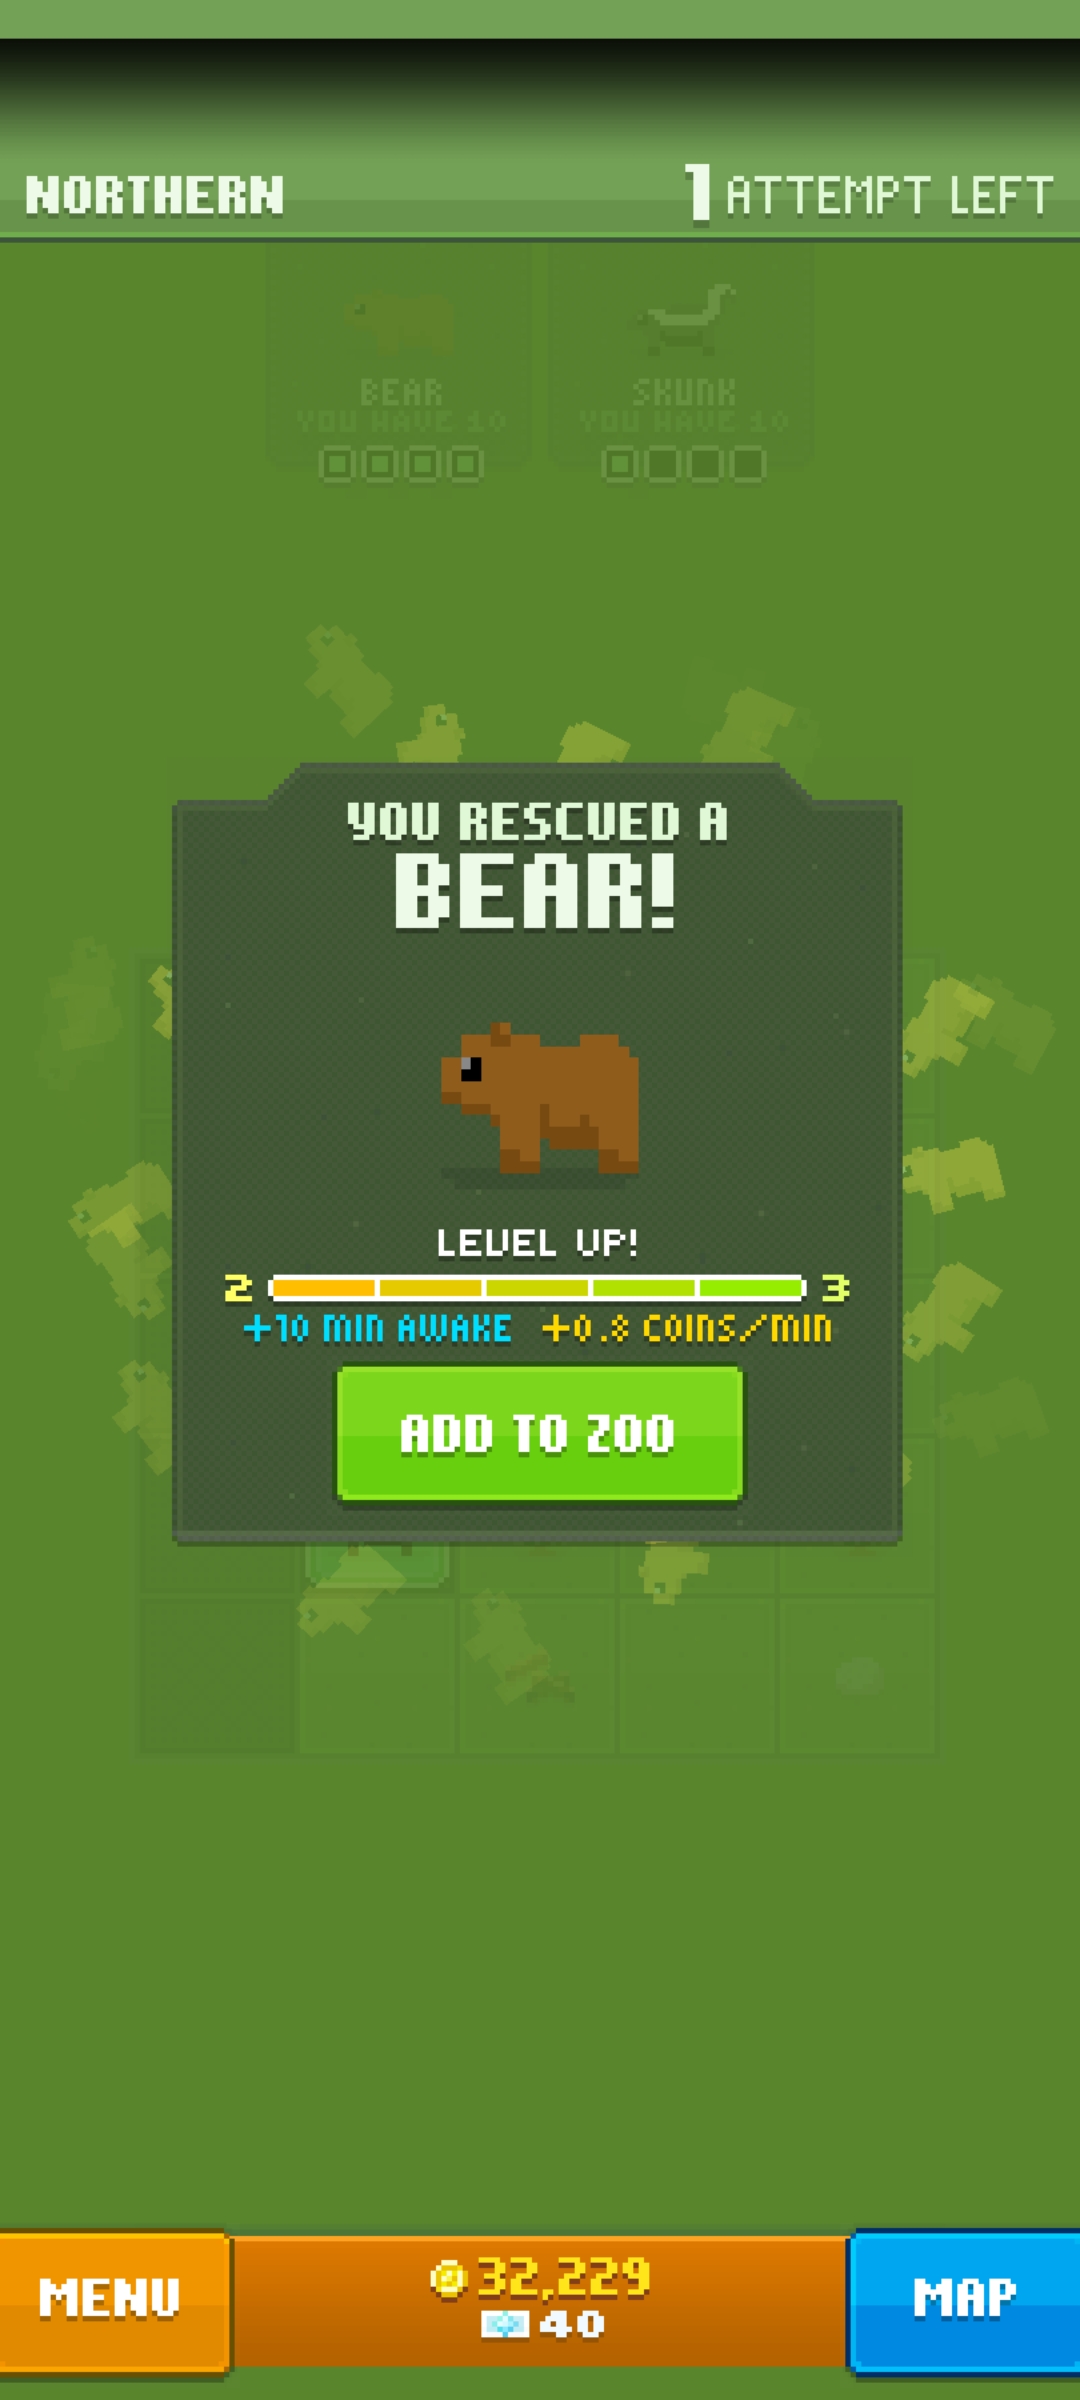 NORTHERN
1 ATTEMPT LEFT
BEAR
SKUNK
YOU HAVE 10
YOU HAVE 10
YOU RESCUED A
BEAR!
LEVEL UP!
2
3
+10 MIN AWAKE +0.8 COINS/MIN
ADD TO ZOO
MENU
32,229
40
MAP